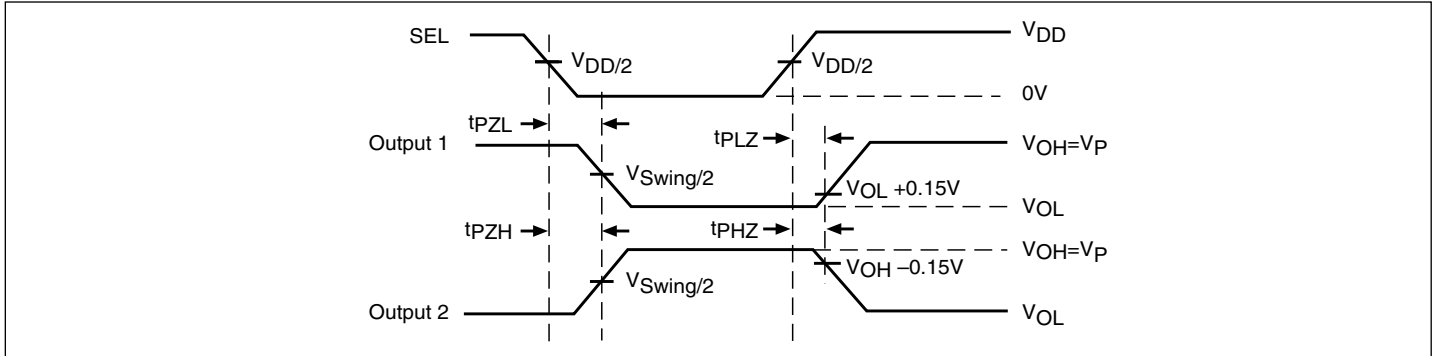 SEL
VDD/2
VDD/2
VDD
0V
tPZL
tPLZ
Output 1
VSwing/2
VOH=VP
VOL +0.15V
VOL
tPZH
tPHZ
VOH=VP
VOH –0.15V
VSwing/2
Output 2
VOL